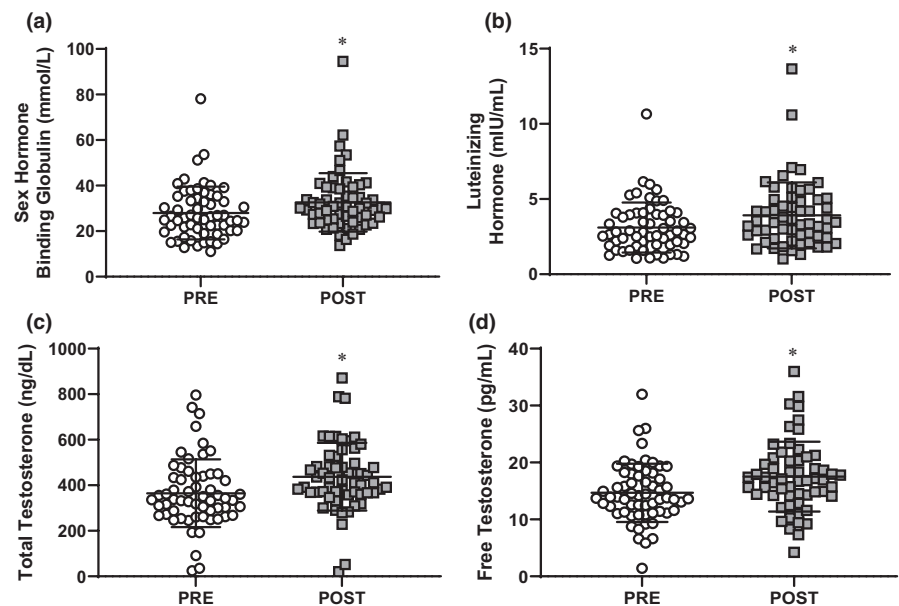 (a)
Sex Hormone
Binding Globulin (mmol/L)
100
80
60
40
20
0
*
PRE
POST
(b)
Luteinizing
Hormone (mIU/mL)
15
10
5
0
*
PRE
POST
(c)
Total Testosterone (ng/dL)
1000
800
600
400
200
0
*
PRE
POST
(d)
Free Testosterone (pg/mL)
40
30
20
10
0
*
PRE
POST